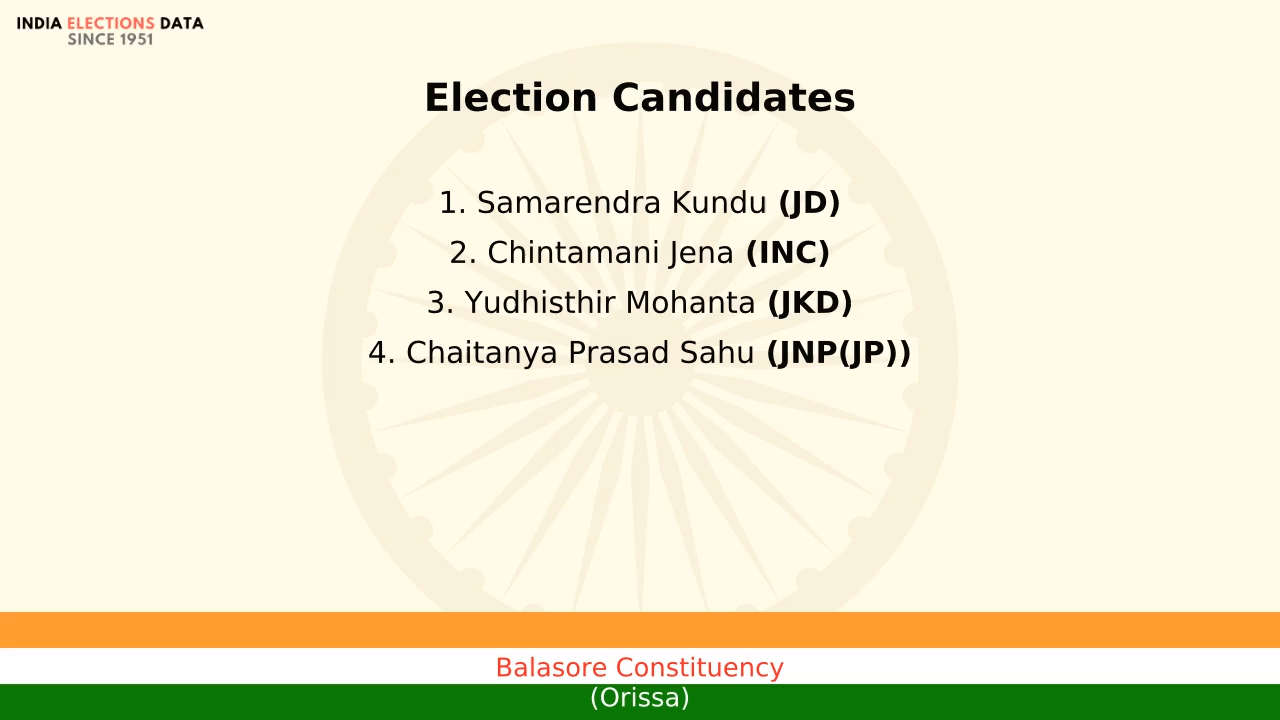 INDIA ELECTIONS DATA
SINCE 1951
Election Candidates
1. Samarendra Kundu (JD)
2. Chintamani Jena (INC)
3. Yudhisthir Mohanta (JKD)
4. Chaitanya Prasad Sahu (JNP(JP))
Balasore Constituency
(Orissa)